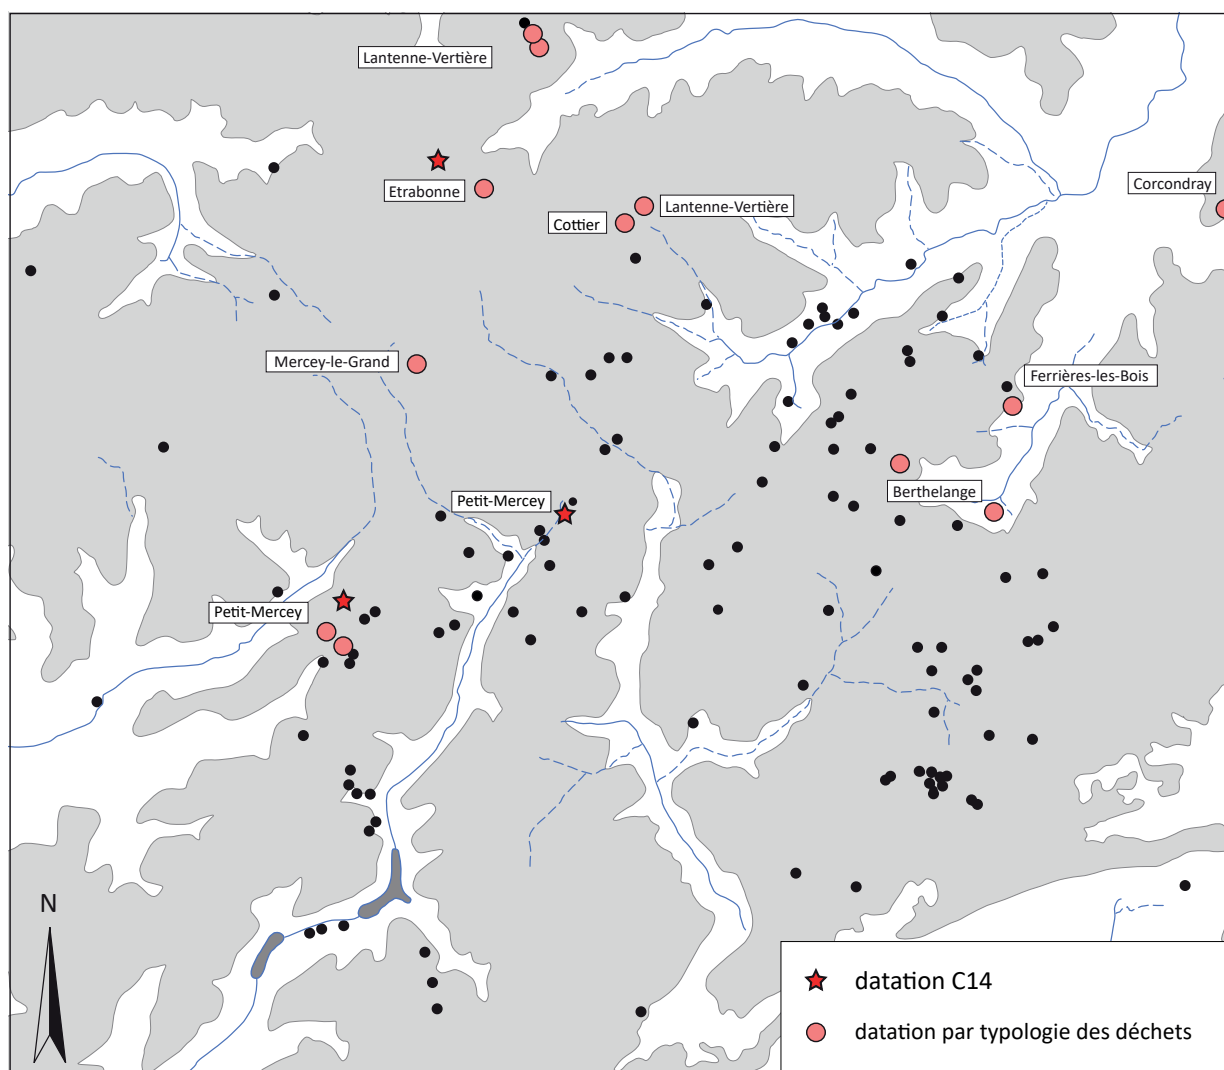 Lantenne-Vertière
Etrabonne
Cottier
Lantenne-Vertière
Corcondray
Mercey-le-Grand
Ferrières-les-Bois
Berthelange
Petit-Mercey
Petit-Mercey
N
datation C14
datation par typologie des déchets